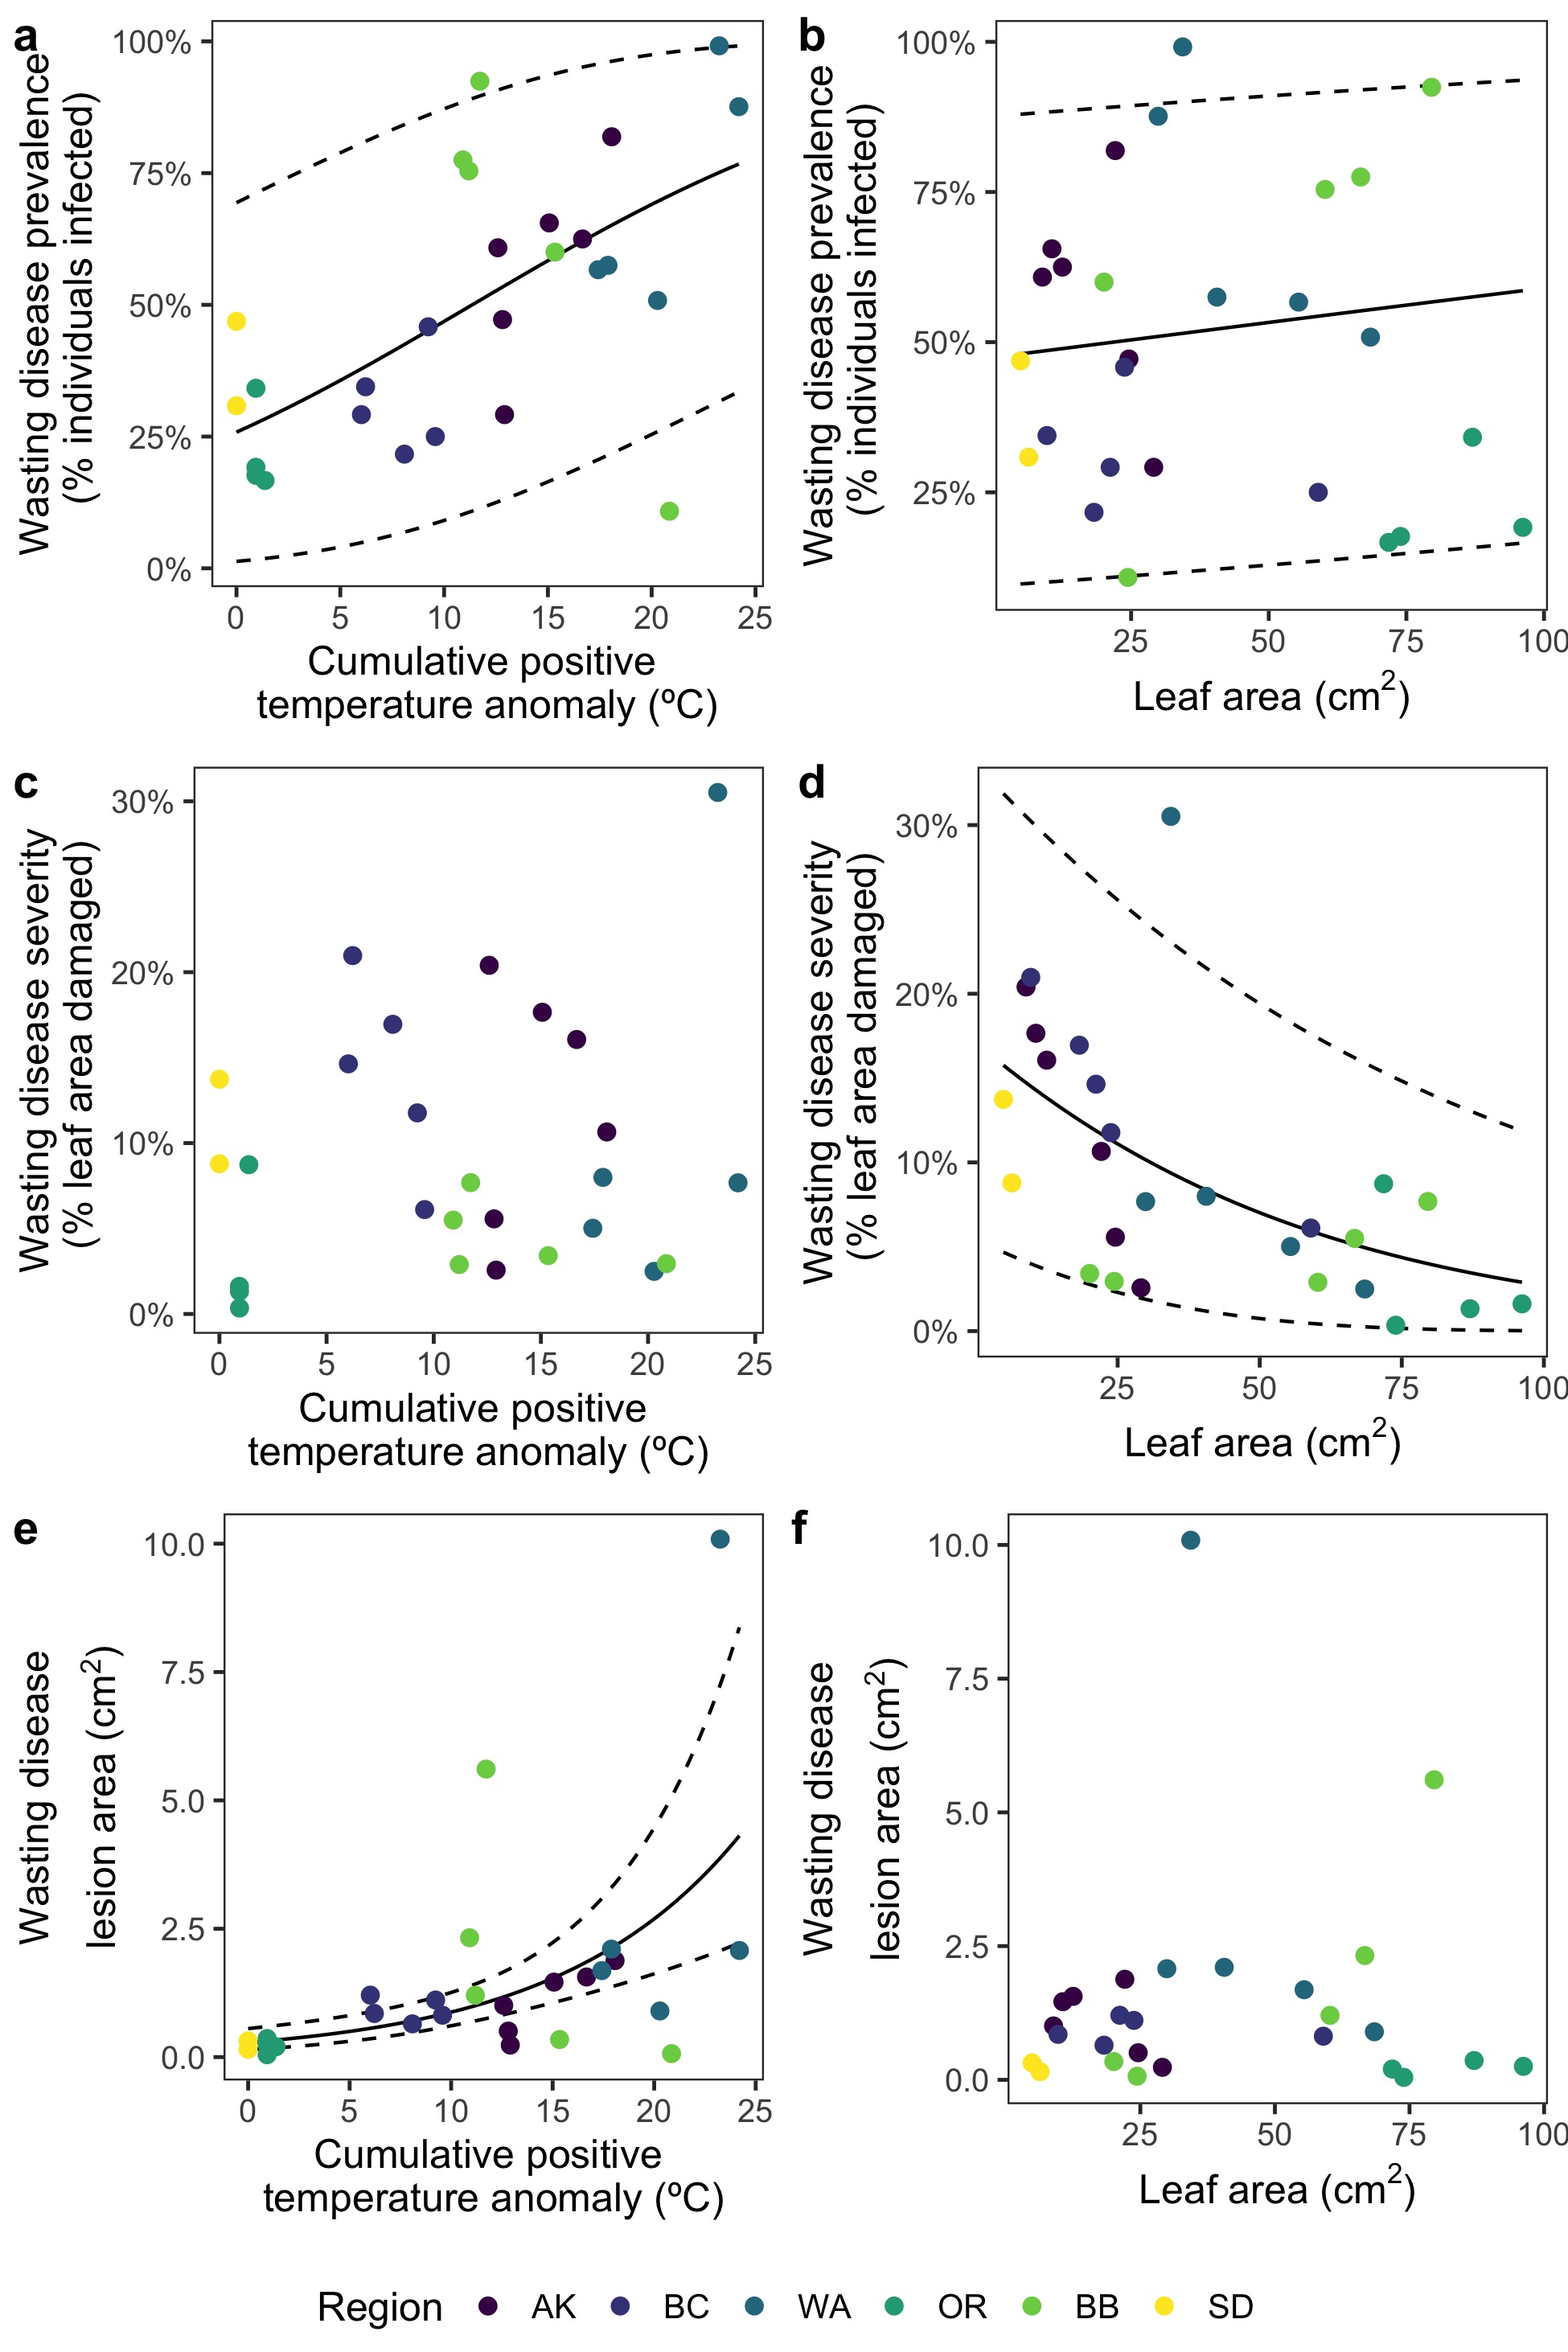 a
Wasting disease prevalence
(% individuals infected)
100%
75%
50%
25%
0%
0 5 10 15 20 25
Cumulative positive
temperature anomaly (ºC)
b
Wasting disease prevalence
(% individuals infected)
100%
75%
50%
25%
25 50 75 100
Leaf area (cm²)
c
Wasting disease severity
(% leaf area damaged)
30%
20%
10%
0%
0 5 10 15 20 25
Cumulative positive
temperature anomaly (ºC)
d
Wasting disease severity
(% leaf area damaged)
30%
20%
10%
0%
25 50 75 100
Leaf area (cm²)
e
Wasting disease
lesion area (cm²)
10.0
7.5
5.0
2.5
0.0
0 5 10 15 20 25
Cumulative positive
temperature anomaly (ºC)
f
Wasting disease
lesion area (cm²)
10.0
7.5
5.0
2.5
0.0
25 50 75 100
Leaf area (cm²)
Region AK BC WA OR BB SD